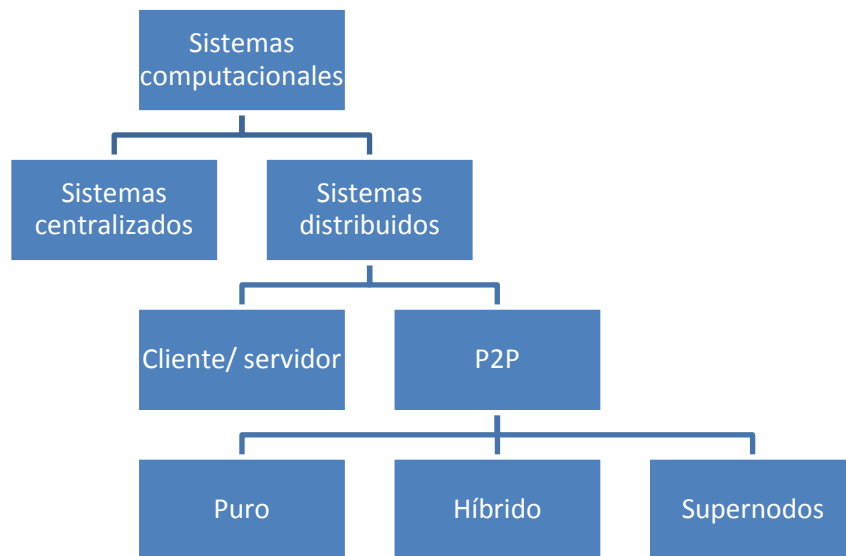 Sistemas
computacionales
Sistemas
centralizados
Sistemas
distribuidos
Cliente/ servidor
P2P
Puro
Híbrido
Supernodos